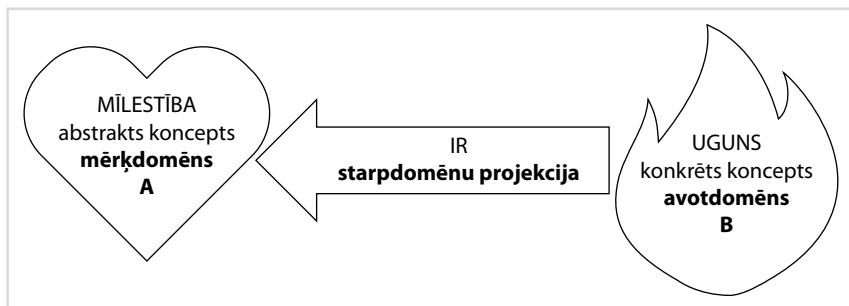 MĪLESTĪBA
abstrakts koncepts
mērķdomēns
A
IR
starpdomēnu projekcija
UGUNS
konkrēts koncepts
avotdomēns
B